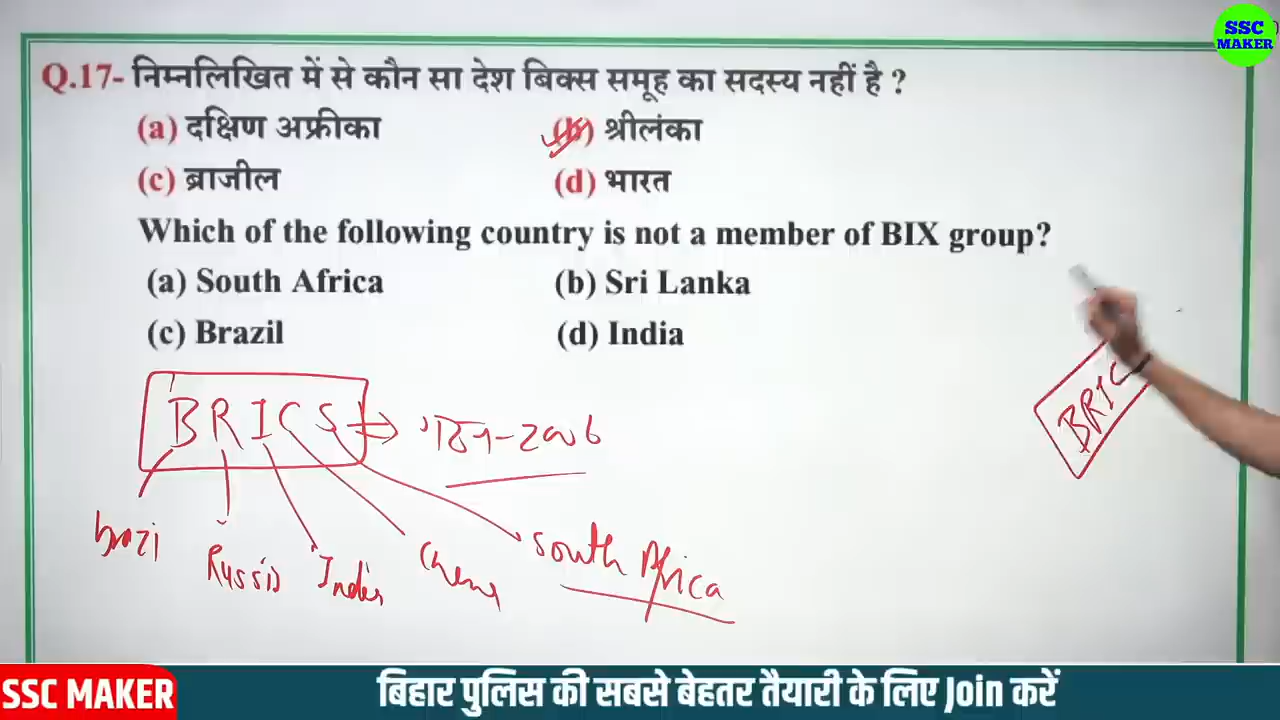 SSC
MAKER
Q.17- निम्नलिखित में से कौन सा देश बिक्स समूह का सदस्य नहीं है ?
(a) दक्षिण अफ्रीका (b) श्रीलंका
(c) ब्राजील (d) भारत
Which of the following country is not a member of BIX group?
(a) South Africa (b) Sri Lanka
(c) Brazil (d) India
BRICS
2006
BRIC
brazi Russia India China South Africa
SSC MAKER बिहार पुलिस की सबसे बेहतर तैयारी के लिए Join करें